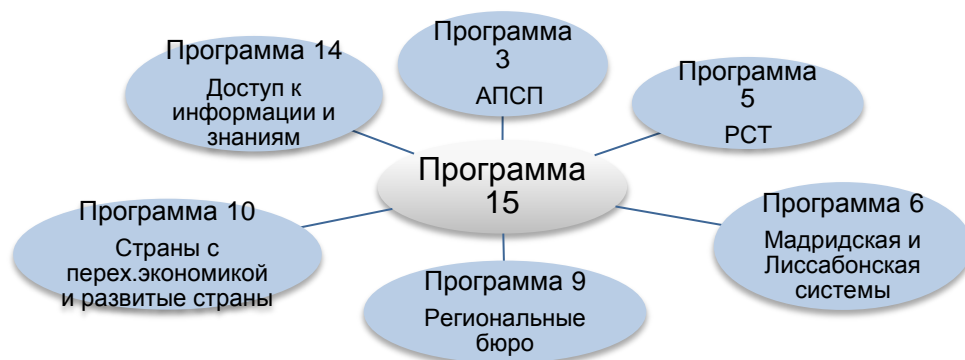 Программа
3
АПСП
Программа 14
Доступ к
информации и
знаниям
Программа
5
PCT
Программа
15
Программа 10
Страны с
перех.экономикой
и развитые страны
Программа 6
Мадридская и
Лиссабонская
системы
Программа 9
Региональные
бюро